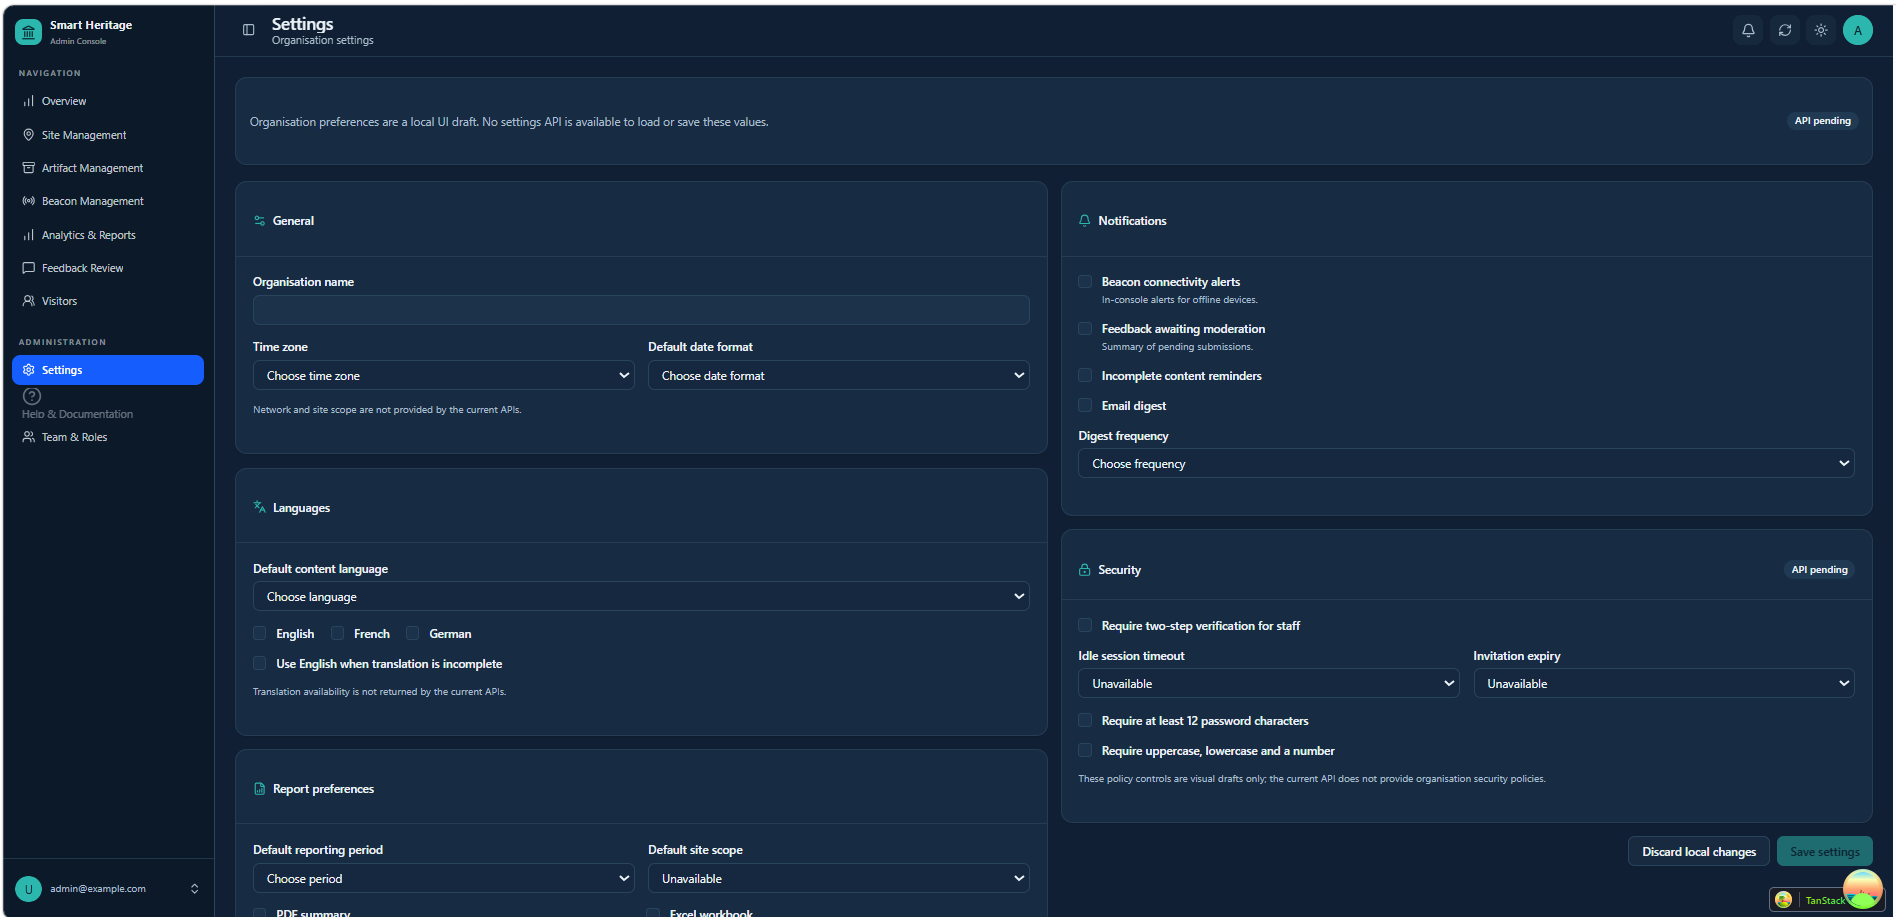 Smart Heritage
Admin Console
NAVIGATION
Overview
Site Management
Artifact Management
Beacon Management
Analytics & Reports
Feedback Review
Visitors
ADMINISTRATION
Settings
Help & Documentation
Team & Roles
U
admin@example.com
Settings
Organisation settings
A
Organisation preferences are a local UI draft. No settings API is available to load or save these values.
API pending
General
Organisation name
Time zone
Default date format
Choose time zone
Choose date format
Network and site scope are not provided by the current APIs.
Languages
Default content language
Choose language
English
French
German
Use English when translation is incomplete
Translation availability is not returned by the current APIs.
Report preferences
Default reporting period
Default site scope
Choose period
Unavailable
PDF summary
Excel workbook
Notifications
Beacon connectivity alerts
In-console alerts for offline devices.
Feedback awaiting moderation
Summary of pending submissions.
Incomplete content reminders
Email digest
Digest frequency
Choose frequency
Security
API pending
Require two-step verification for staff
Idle session timeout
Invitation expiry
Unavailable
Unavailable
Require at least 12 password characters
Require uppercase, lowercase and a number
These policy controls are visual drafts only; the current API does not provide organisation security policies.
Discard local changes
Save settings
TanStack